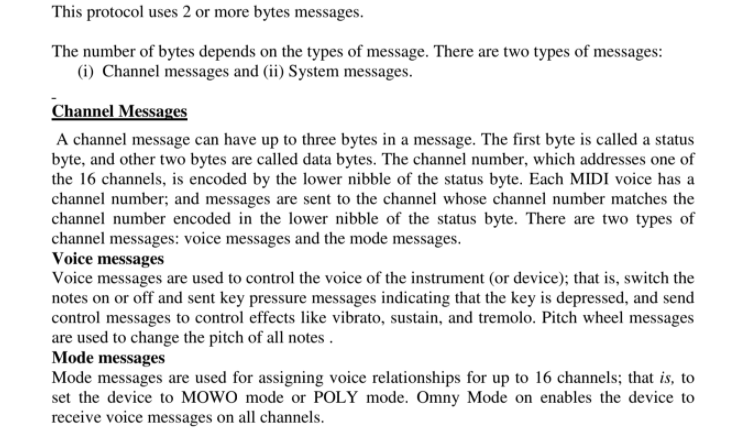 This protocol uses 2 or more bytes messages.
The number of bytes depends on the types of message. There are two types of messages:
(i) Channel messages and (ii) System messages.
Channel Messages
A channel message can have up to three bytes in a message. The first byte is called a status
byte, and other two bytes are called data bytes. The channel number, which addresses one of
the 16 channels, is encoded by the lower nibble of the status byte. Each MIDI voice has a
channel number; and messages are sent to the channel whose channel number matches the
channel number encoded in the lower nibble of the status byte. There are two types of
channel messages: voice messages and the mode messages.
Voice messages
Voice messages are used to control the voice of the instrument (or device); that is, switch the
notes on or off and sent key pressure messages indicating that the key is depressed, and send
control messages to control effects like vibrato, sustain, and tremolo. Pitch wheel messages
are used to change the pitch of all notes .
Mode messages
Mode messages are used for assigning voice relationships for up to 16 channels; that is, to
set the device to MOWO mode or POLY mode. Omny Mode on enables the device to
receive voice messages on all channels.